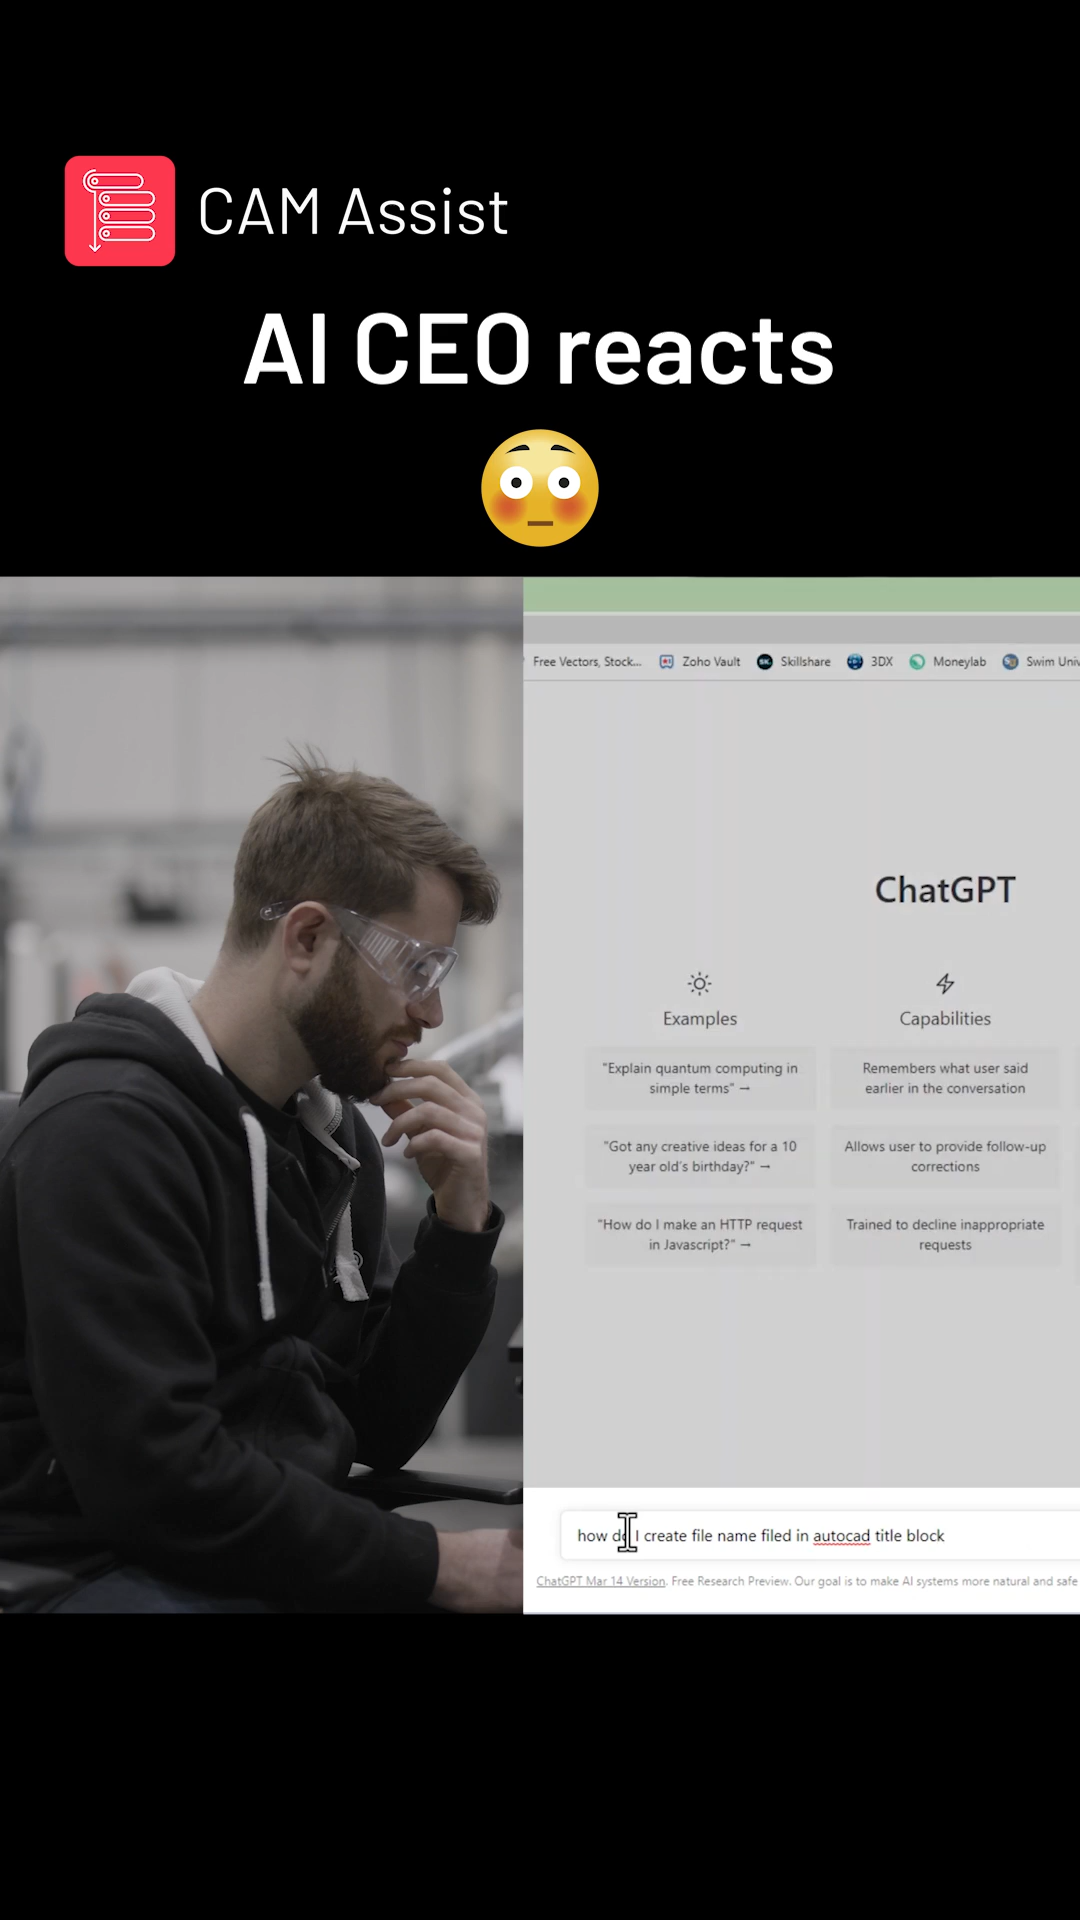 CAM Assist
AI CEO reacts
Free Vectors, Stock... Zoho Vault Skillshare 3DX Moneylab Swim Univ
ChatGPT
Examples
Capabilities
"Explain quantum computing in
simple terms" →
Remembers what user said
earlier in the conversation
"Got any creative ideas for a 10
year old's birthday?" →
Allows user to provide follow-up
corrections
"How do I make an HTTP request
in Javascript?" →
Trained to decline inappropriate
requests
how do I create file name filed in autocad title block
ChatGPT Mar 14 Version. Free Research Preview. Our goal is to make AI systems more natural and safe